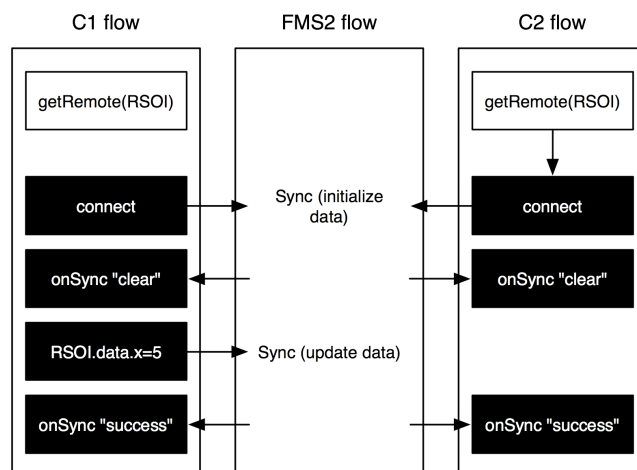 C1 flow
FMS2 flow
C2 flow
getRemote(RSOI)
getRemote(RSOI)
connect
Sync (initialize
data)
connect
onSync "clear"
onSync "clear"
RSOI.data.x=5
Sync (update data)
onSync "success"
onSync "success"